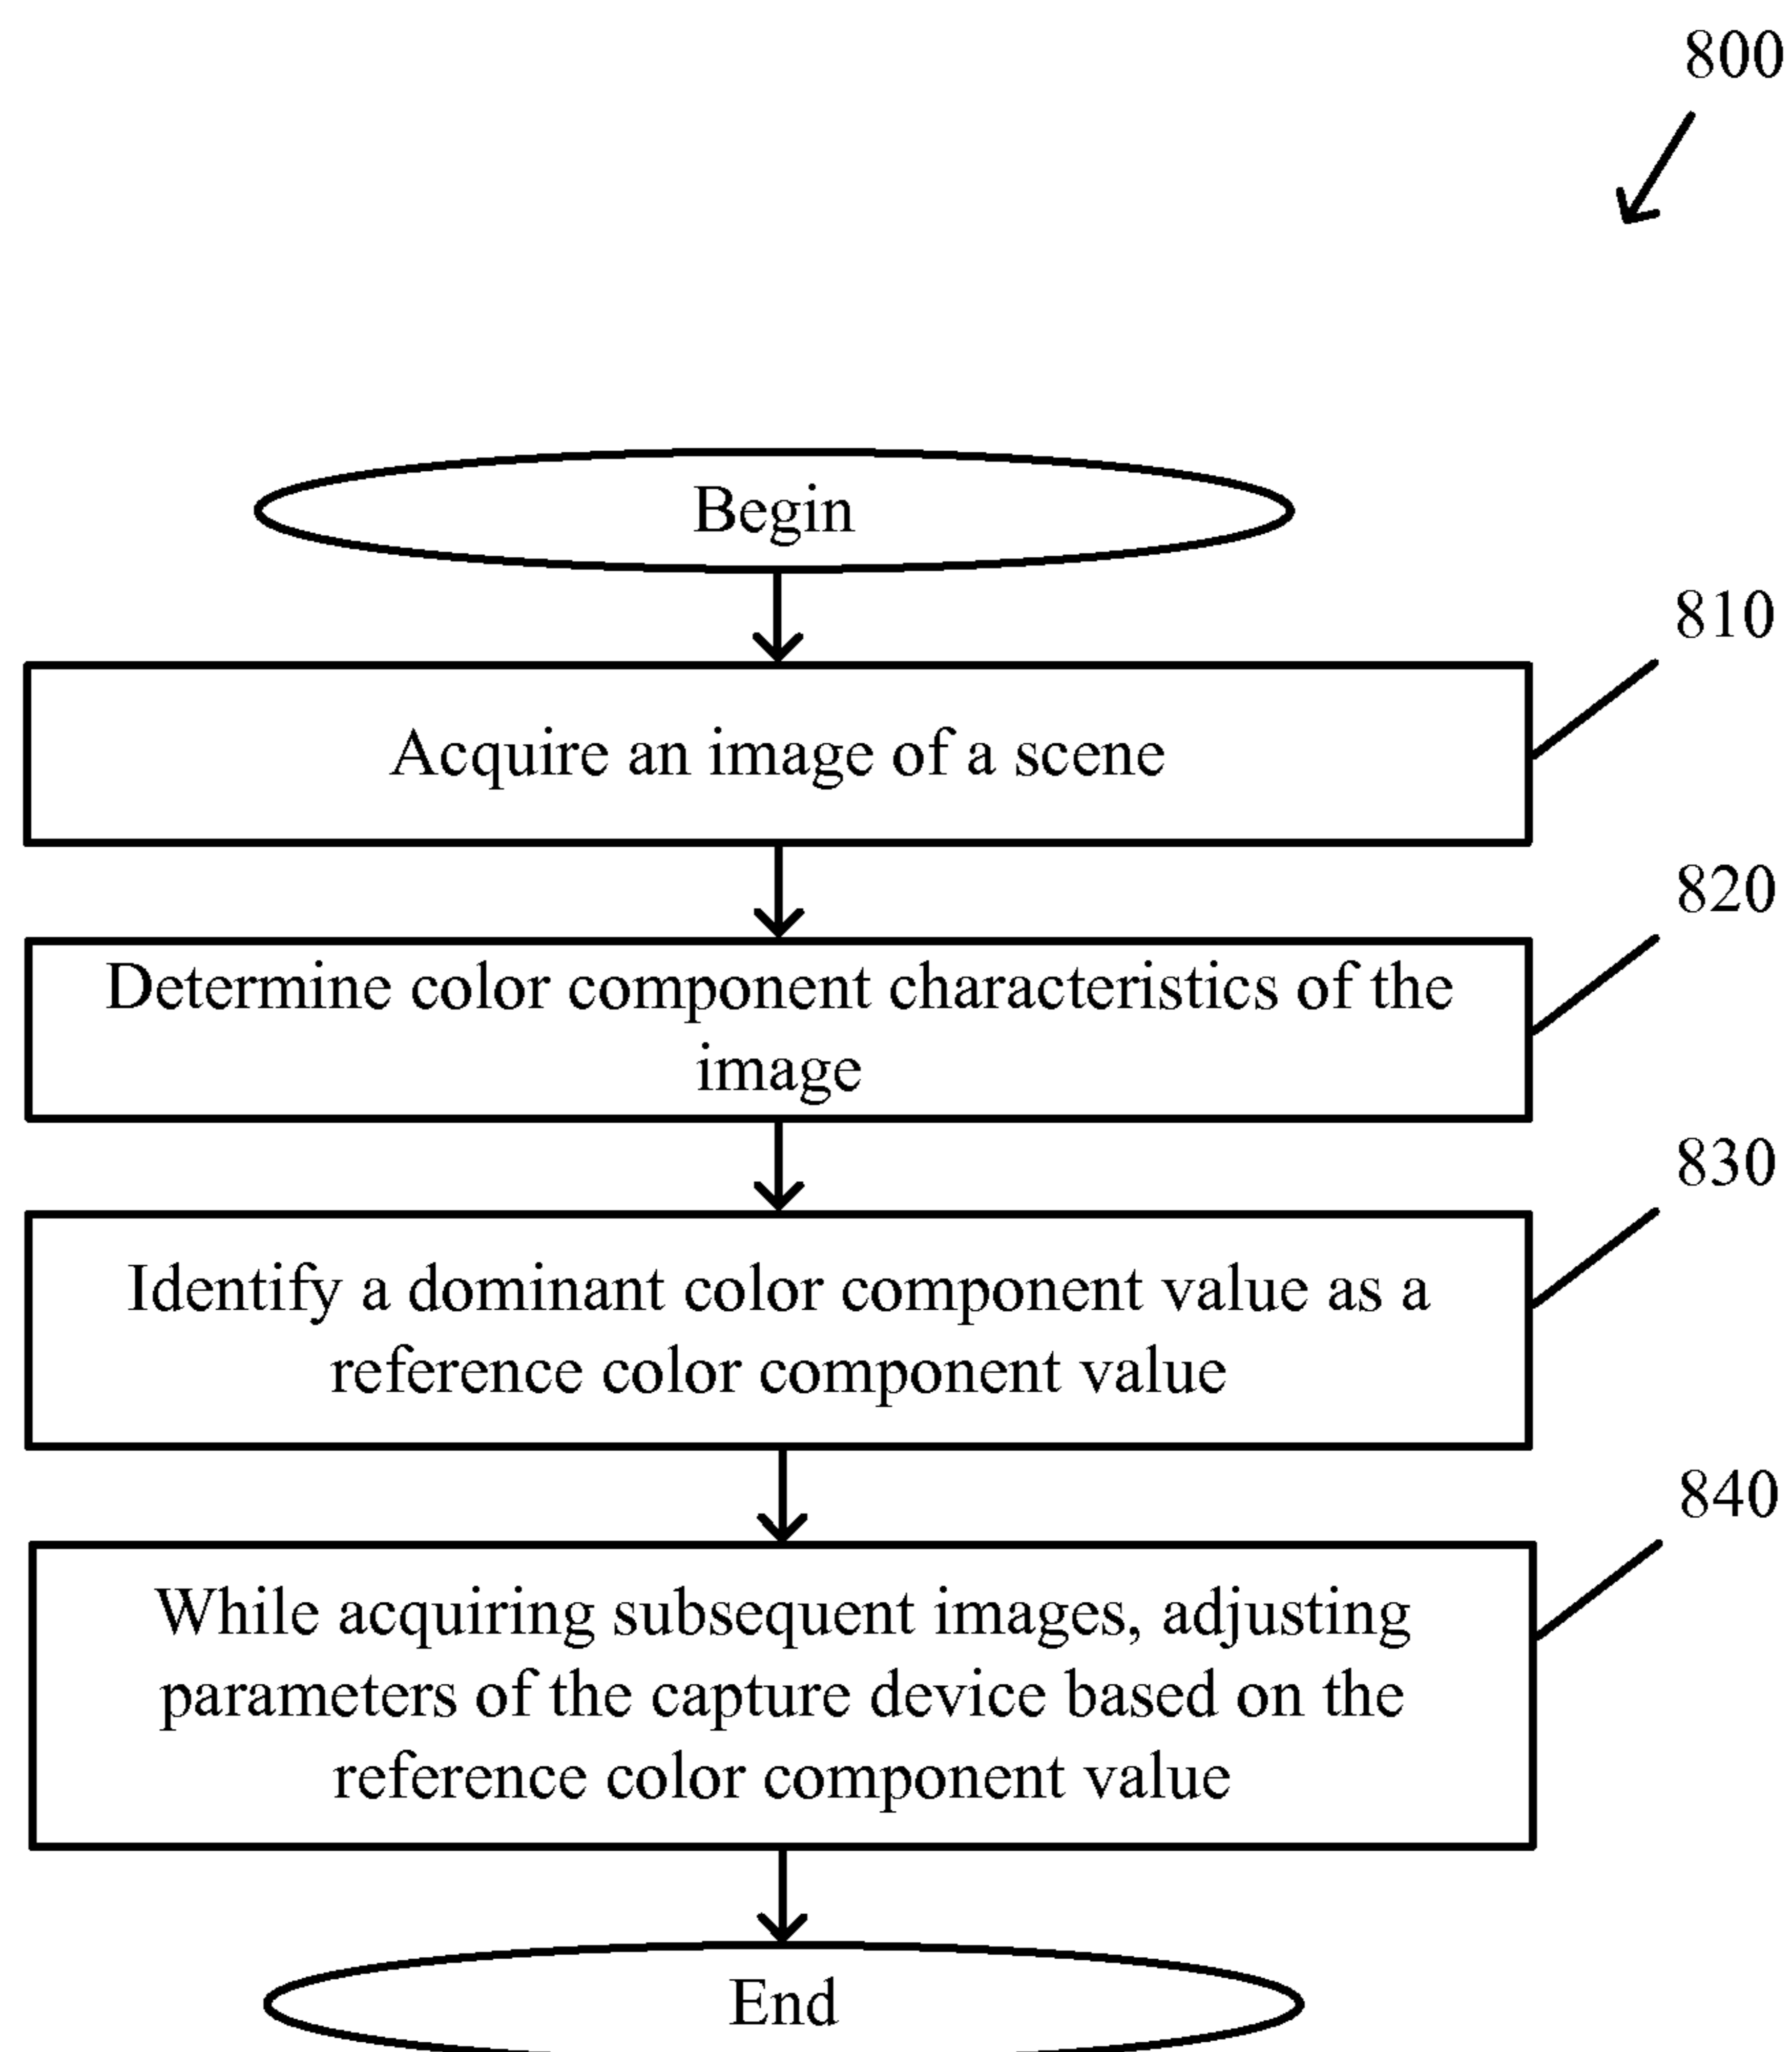 800
Begin
810
Acquire an image of a scene
820
Determine color component characteristics of the
image
830
Identify a dominant color component value as a
reference color component value
840
While acquiring subsequent images, adjusting
parameters of the capture device based on the
reference color component value
End